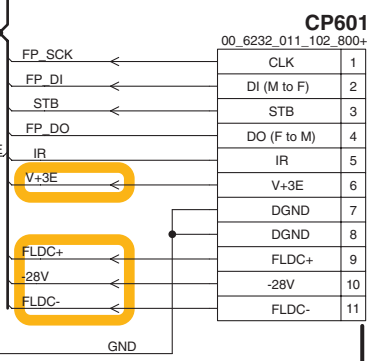 CP601
00_6232_011_102_800+
FP_SCK CLK 1
FP_DI DI (M to F) 2
STB STB 3
FP_DO DO (F to M) 4
IR IR 5
V+3E V+3E 6
DGND 7
DGND 8
FLDC+ FLDC+ 9
-28V -28V 10
FLDC- FLDC- 11
GND